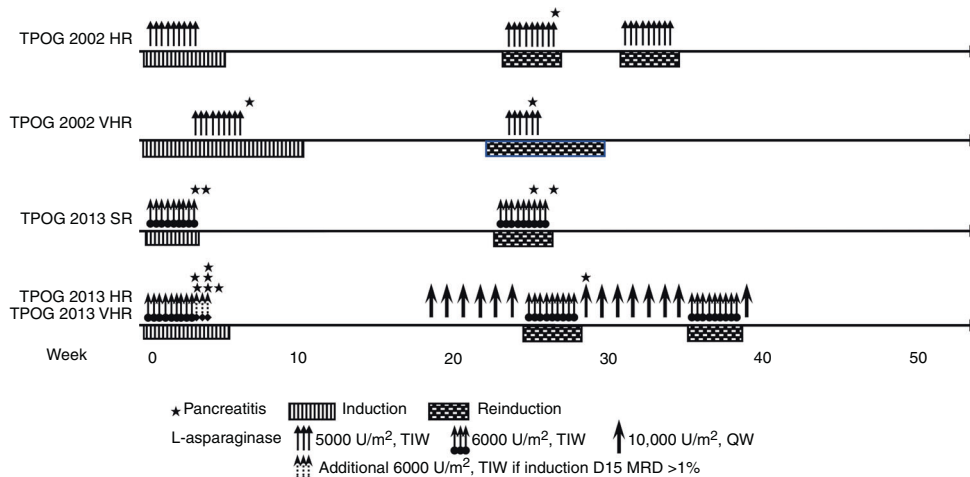 TPOG 2002 HR
TPOG 2002 VHR
TPOG 2013 SR
TPOG 2013 HR
TPOG 2013 VHR
Week 0 10 20 30 40 50
Pancreatitis Induction Reinduction
L-asparaginase 5000 U/m², TIW 6000 U/m², TIW 10,000 U/m², QW
Additional 6000 U/m², TIW if induction D15 MRD >1%